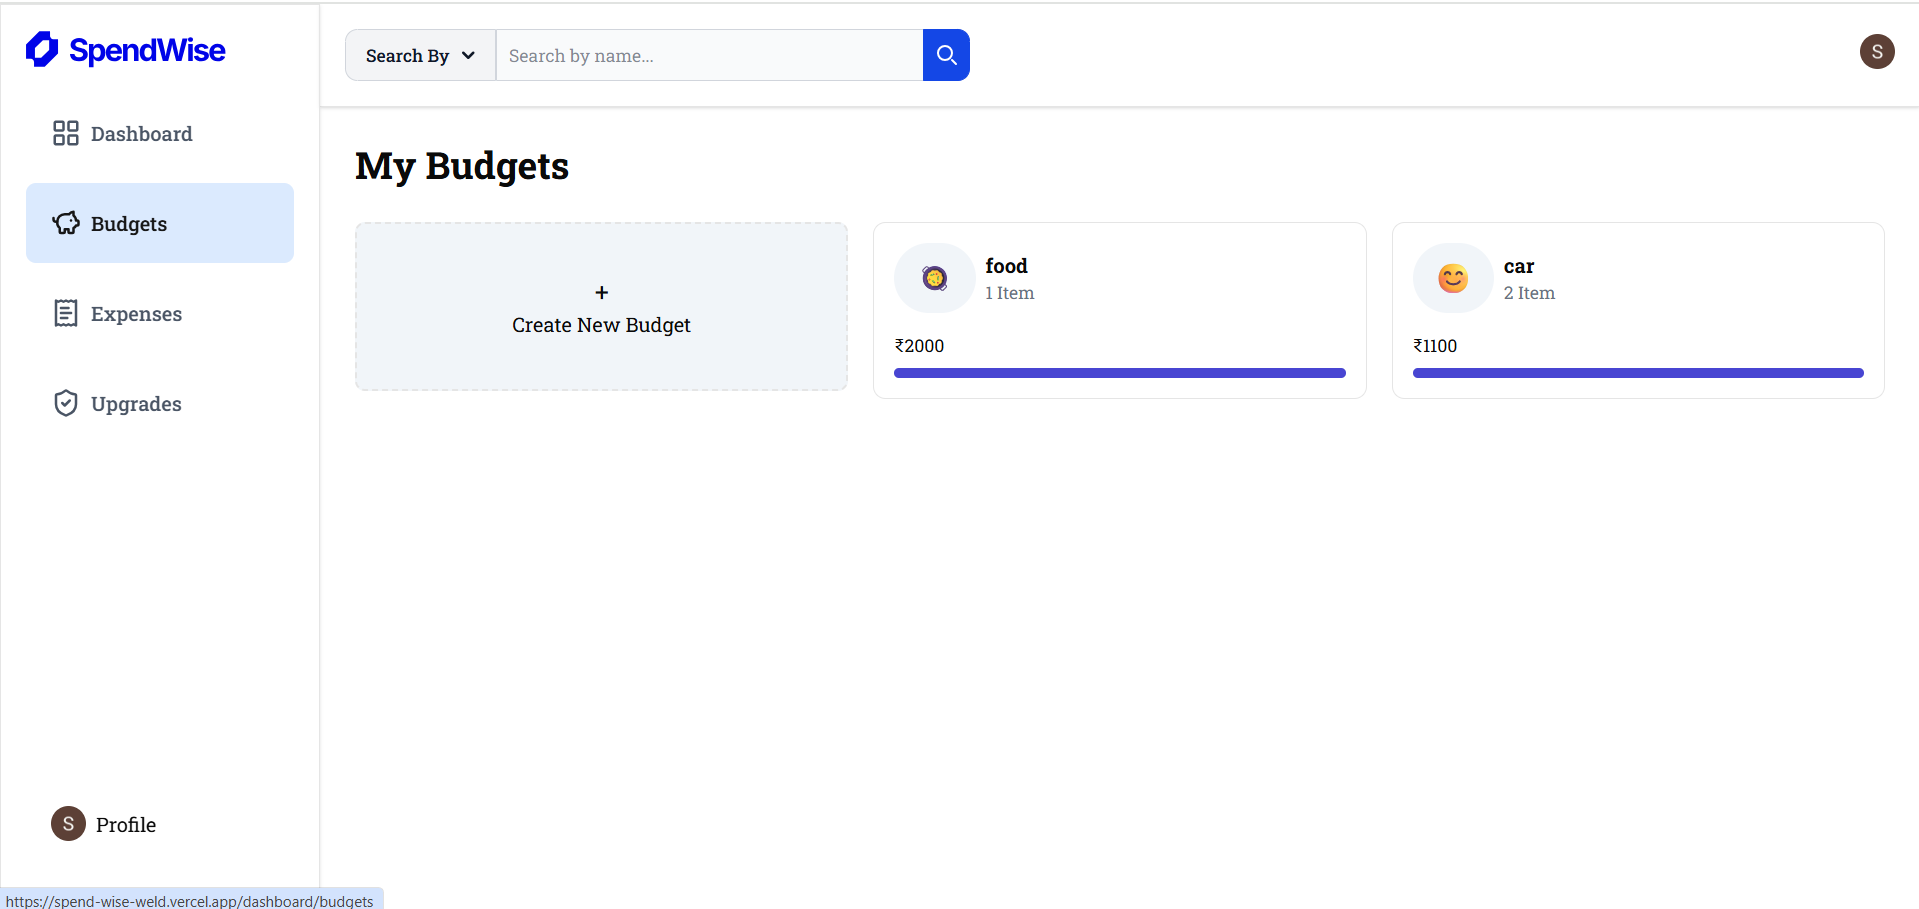 SpendWise
Search By
Search by name...
S
Dashboard
Budgets
Expenses
Upgrades
My Budgets
+
Create New Budget
food
1 Item
₹2000
car
2 Item
₹1100
S
Profile
https://spend-wise-weld.vercel.app/dashboard/budgets